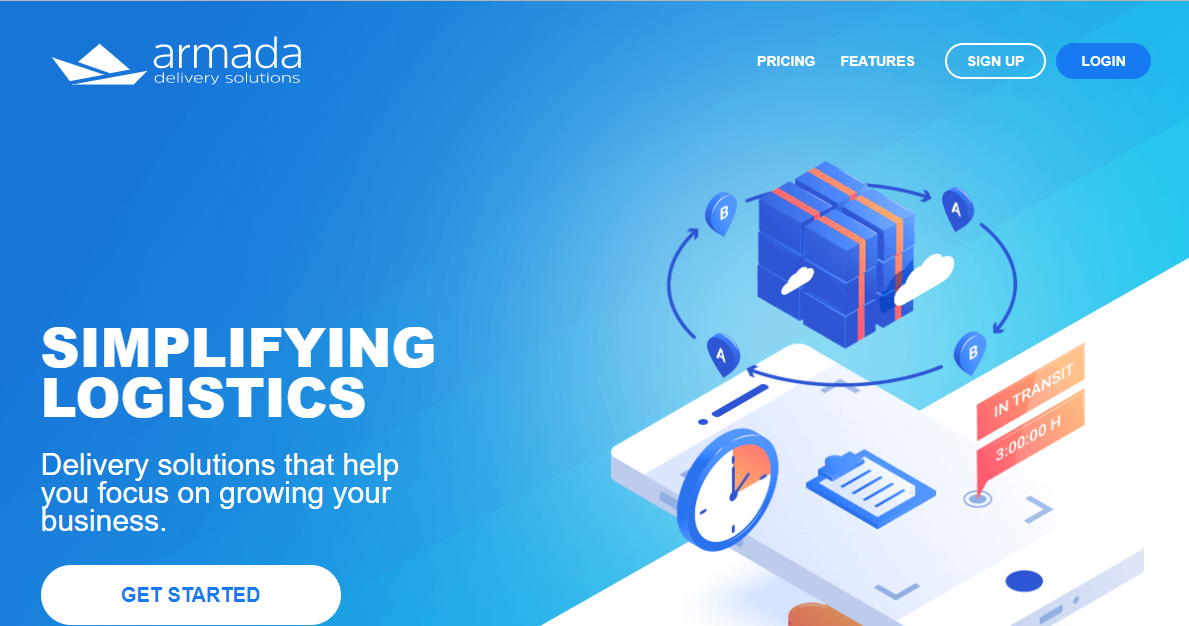 armada
delivery solutions
PRICING
FEATURES
SIGN UP
LOGIN
B
A
A
B
SIMPLIFYING
LOGISTICS
IN TRANSIT
3:00:00 H
Delivery solutions that help
you focus on growing your
business.
GET STARTED